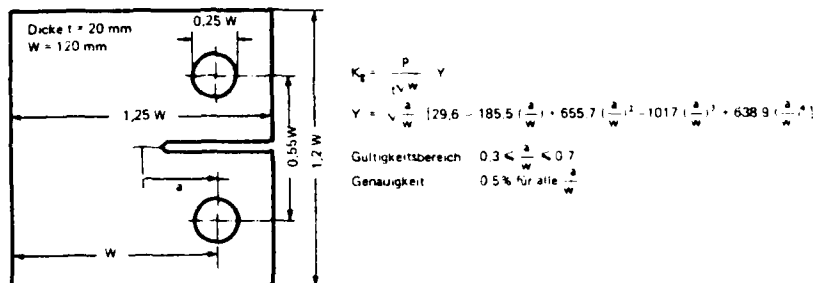 Dicke t = 20 mm
W = 120 mm
0,25 W
1,25 W
0,55 W
1,2 W
a
W
K_I = P / (t√W) Y
Y = √(a/w) [29,6 - 185.5 (a/w) + 655.7 (a/w)² - 1017 (a/w)³ + 638.9 (a/w)⁴]
Gültigkeitsbereich 0,3 ≤ a/w ≤ 0.7
Genauigkeit 0.5% für alle a/w